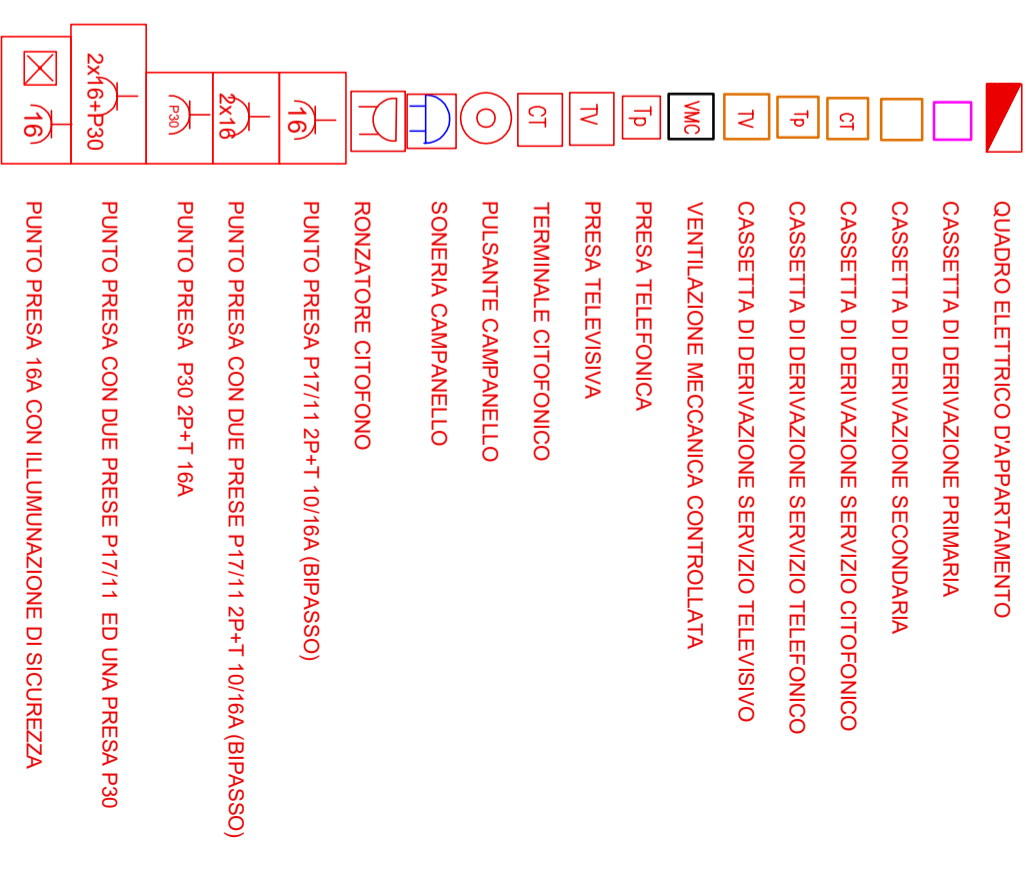 QUADRO ELETTRICO D'APPARTAMENTO
CASSETTA DI DERIVAZIONE PRIMARIA
CASSETTA DI DERIVAZIONE SECONDARIA
CT CASSETTA DI DERIVAZIONE SERVIZIO CITOFONICO
Tp CASSETTA DI DERIVAZIONE SERVIZIO TELEFONICO
TV CASSETTA DI DERIVAZIONE SERVIZIO TELEVISIVO
VMC VENTILAZIONE MECCANICA CONTROLLATA
Tp PRESA TELEFONICA
TV PRESA TELEVISIVA
CT TERMINALE CITOFONICO
PULSANTE CAMPANELLO
SONERIA CAMPANELLO
RONZATORE CITOFONO
16 PUNTO PRESA P17/11 2P+T 10/16A (BIPASSO)
2x16 PUNTO PRESA CON DUE PRESE P17/11 2P+T 10/16A (BIPASSO)
P30 PUNTO PRESA P30 2P+T 16A
2x16+P30 PUNTO PRESA CON DUE PRESE P17/11 ED UNA PRESA P30
16 PUNTO PRESA 16A CON ILLUMUNAZIONE DI SICUREZZA